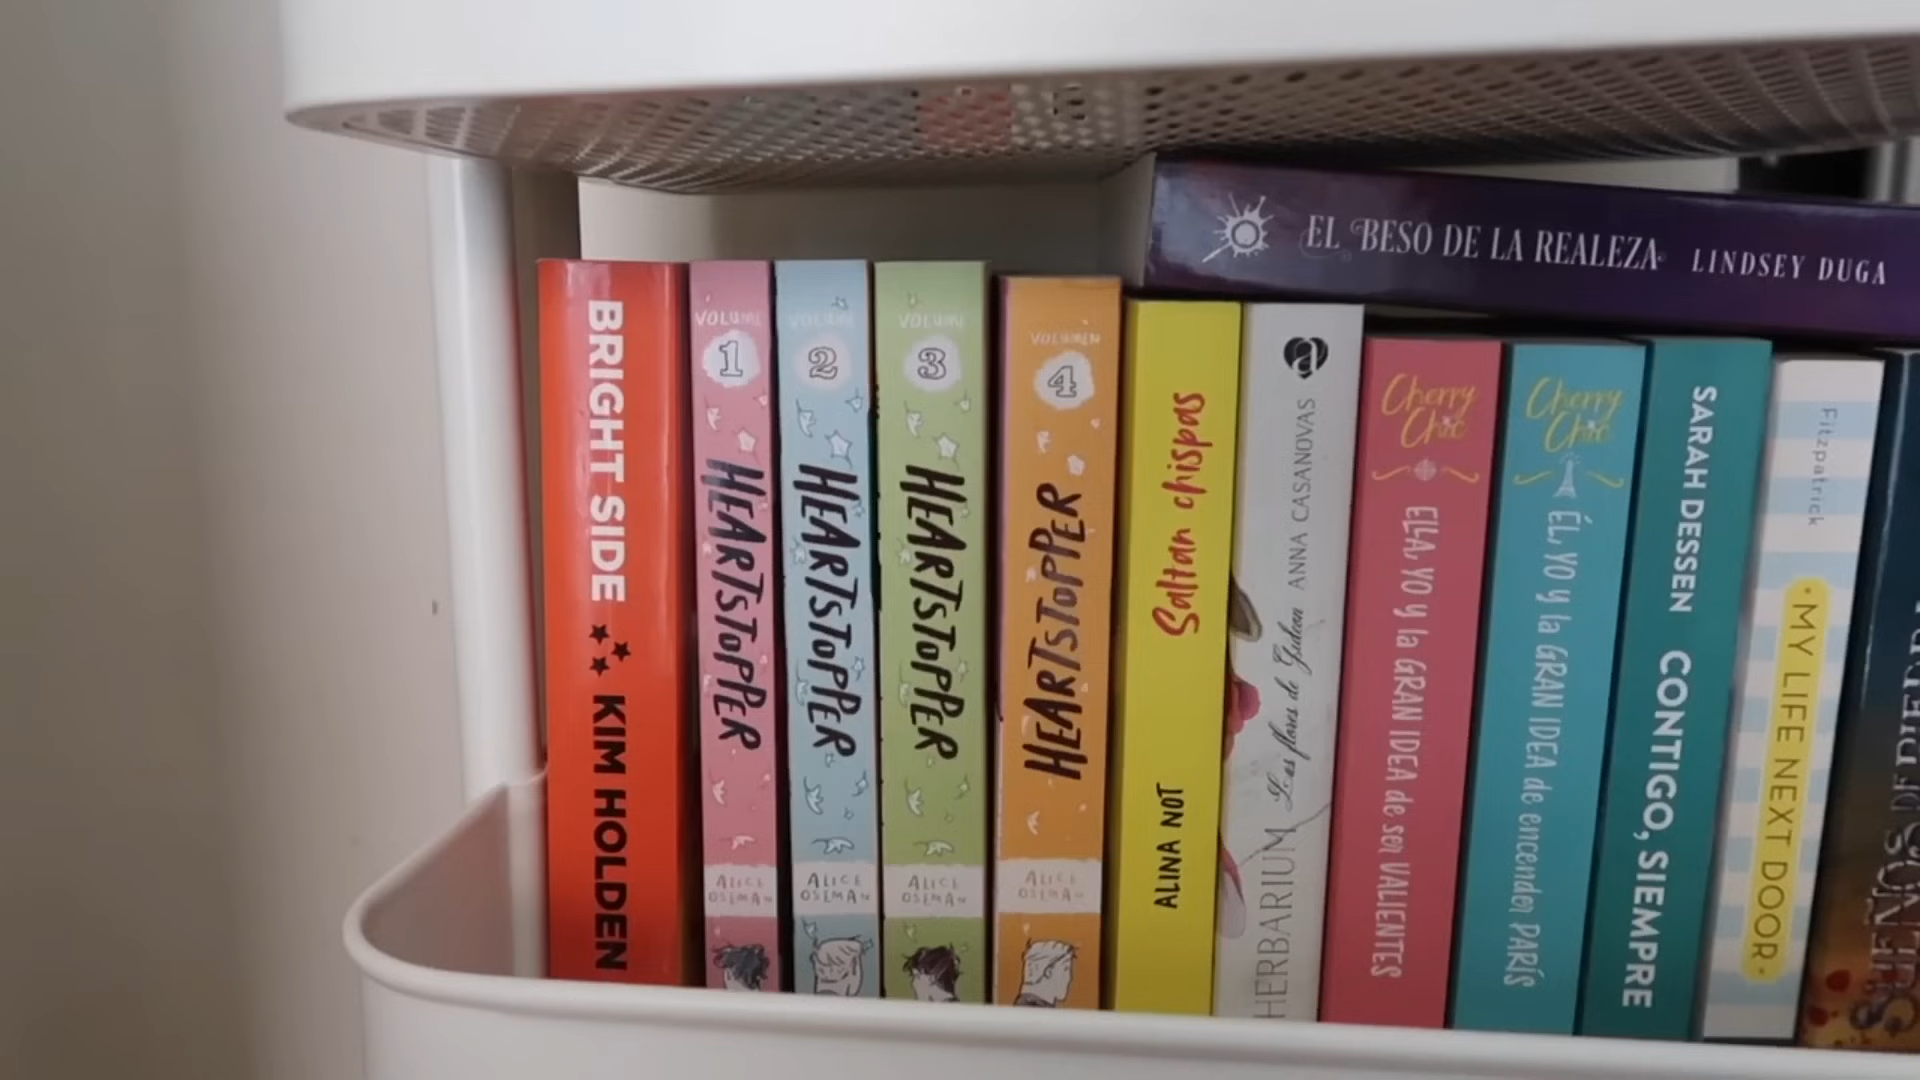 EL BESO DE LA REALEZA LINDSEY DUGA
BRIGHT SIDE KIM HOLDEN
VOLUME
1
HEARTSTOPPER
ALICE
OSEMAN
VOLUME
2
HEARTSTOPPER
ALICE
OSEMAN
VOLUME
3
HEARTSTOPPER
ALICE
OSEMAN
VOLUMEN
4
HEARTSTOPPER
ALICE
OSEMAN
ALINA NOT Saltan chispas
HERBARIUM Las flores de Gideon ANNA CASANOVAS
Cherry
Chic
ELLA, YO y la GRAN IDEA de ser VALIENTES
Cherry
Chic
ÉL, YO y la GRAN IDEA de encender PARÍS
SARAH DESSEN CONTIGO, SIEMPRE
Fitzpatrick
MY LIFE NEXT DOOR